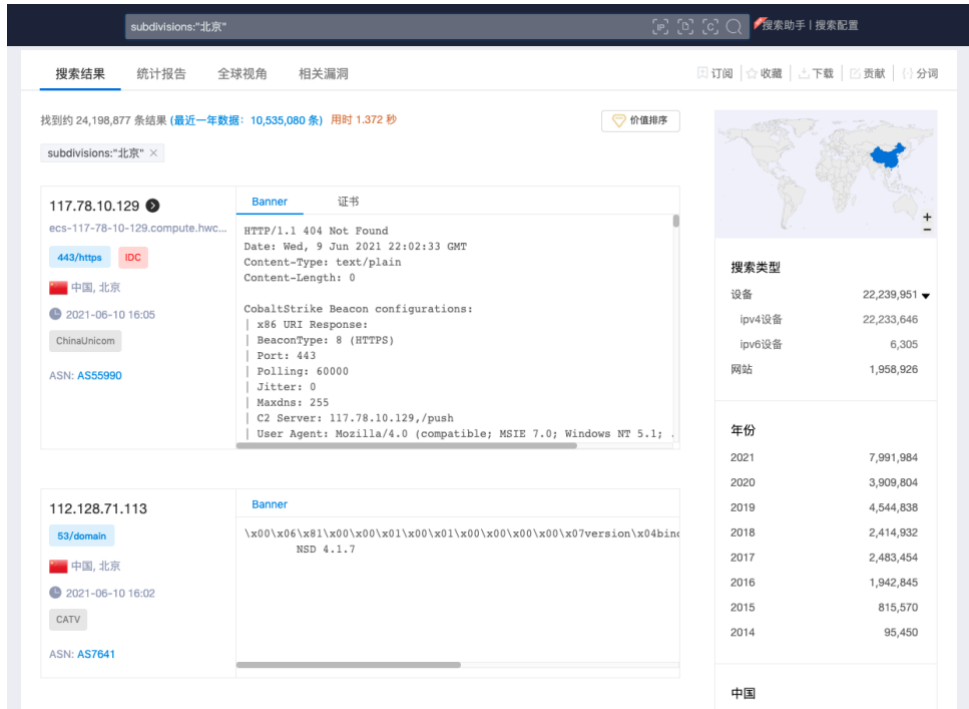 subdivisions:"北京"
搜索助手 | 搜索配置
搜索结果 统计报告 全球视角 相关漏洞
订阅 收藏 下载 贡献 分词
找到约 24,198,877 条结果 (最近一年数据: 10,535,080 条) 用时 1.372 秒
价值排序
subdivisions:"北京" ×
117.78.10.129
ecs-117-78-10-129.compute.hwc...
443/https IDC
中国, 北京
2021-06-10 16:05
ChinaUnicom
ASN: AS55990
Banner 证书
HTTP/1.1 404 Not Found
Date: Wed, 9 Jun 2021 22:02:33 GMT
Content-Type: text/plain
Content-Length: 0
CobaltStrike Beacon configurations:
| x86 URI Response:
| BeaconType: 8 (HTTPS)
| Port: 443
| Polling: 60000
| Jitter: 0
| Maxdns: 255
| C2 Server: 117.78.10.129,/push
| User Agent: Mozilla/4.0 (compatible; MSIE 7.0; Windows NT 5.1; .
112.128.71.113
53/domain
中国, 北京
2021-06-10 16:02
CATV
ASN: AS7641
Banner
\x00\x06\x81\x00\x00\x01\x00\x01\x00\x00\x00\x00\x07version\x04bind
NSD 4.1.7
+
−
搜索类型
设备 22,239,951
ipv4设备 22,233,646
ipv6设备 6,305
网站 1,958,926
年份
2021 7,991,984
2020 3,909,804
2019 4,544,838
2018 2,414,932
2017 2,483,454
2016 1,942,845
2015 815,570
2014 95,450
中国